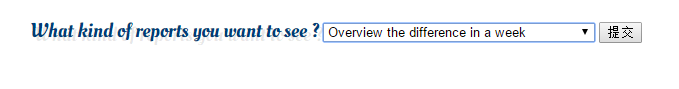 What kind of reports you want to see ? Overview the difference in a week 提交